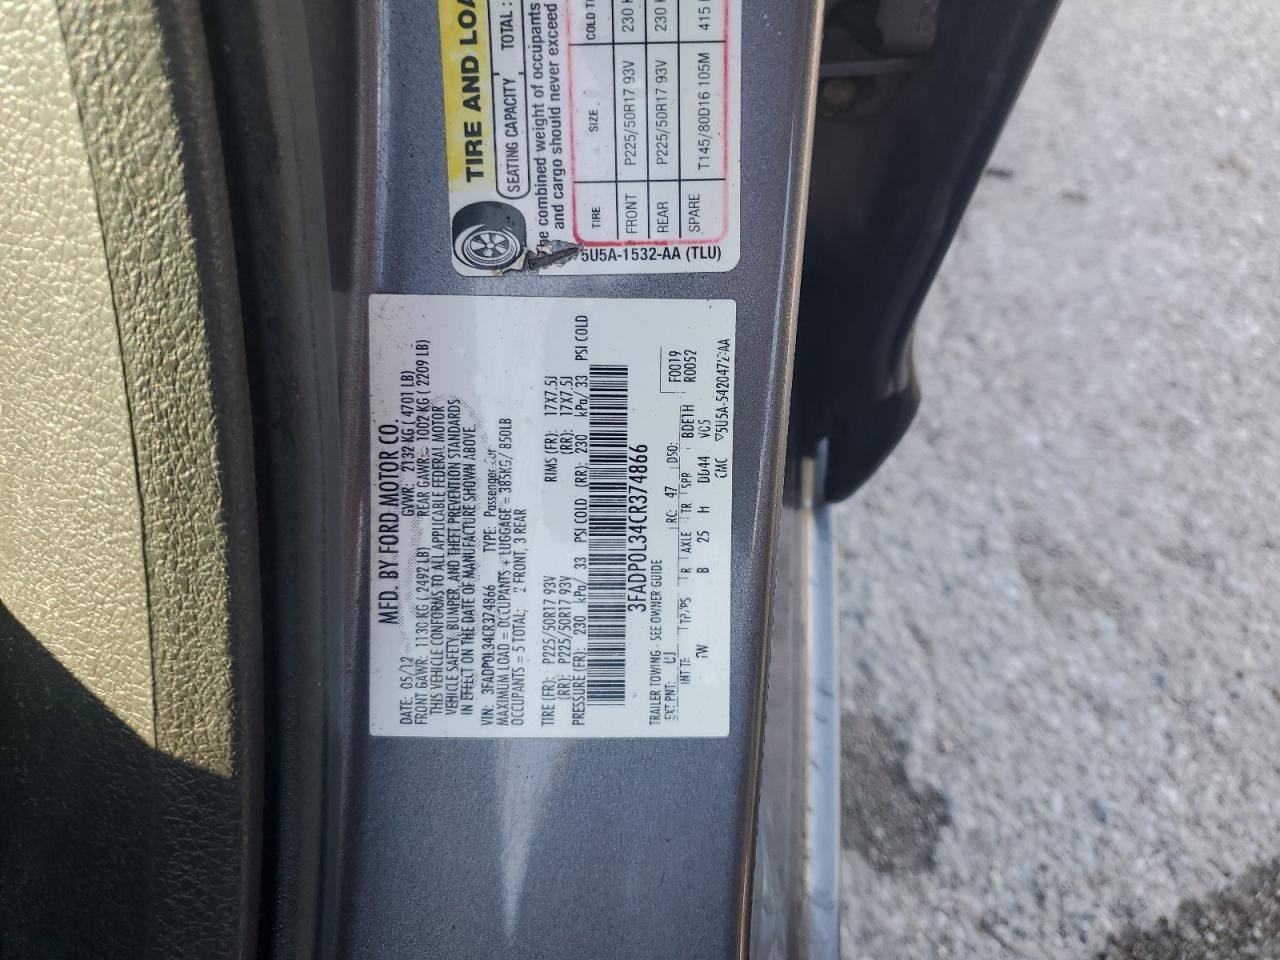 MFD. BY FORD MOTOR CO.
DATE: 05/12 GVWR: 2132 KG ( 4701 LB)
FRONT GAWR: 1130 KG ( 2492 LB) REAR GAWR: 1002 KG ( 2209 LB)
THIS VEHICLE CONFORMS TO ALL APPLICABLE FEDERAL MOTOR
VEHICLE SAFETY, BUMPER, AND THEFT PREVENTION STANDARDS
IN EFFECT ON THE DATE OF MANUFACTURE SHOWN ABOVE.
VIN: 3FADP0L34CR374866 TYPE: Passenger Car
MAXIMUM LOAD = OCCUPANTS + LUGGAGE = 385KG/ 850LB
OCCUPANTS = 5 TOTAL: 2 FRONT, 3 REAR
TIRE (FR): P225/50R17 93V RIMS (FR): 17X7.5J
(RR): P225/50R17 93V (RR): 17X7.5J
PRESSURE (FR): 230 kPa/ 33 PSI COLD (RR): 230 kPa/ 33 PSI COLD
3FADP0L34CR374866
TRAILER TOWING - SEE OWNER GUIDE
F0019
R0052
EXT PNT: UJ RC: 47 DSO:
INT TR TP/PS R AXLE TR SPR BDETH
TW B 25 H DD44 VC5
CMC ▽5U5A-5420472-AA
TIRE AND LOA
SEATING CAPACITY TOTAL :
combined weight of occupants
and cargo should never exceed
TIRE SIZE COLD TI
FRONT P225/50R17 93V 230 K
REAR P225/50R17 93V 230 K
SPARE T145/80D16 105M 415
5U5A-1532-AA (TLU)